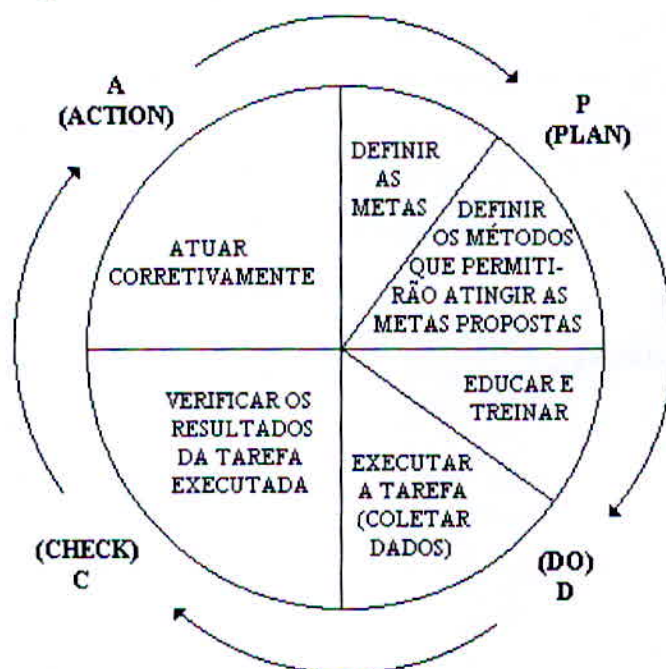 A
(ACTION)
P
(PLAN)
DEFINIR
AS
METAS
DEFINIR
OS MÉTODOS
QUE PERMITI-
RÃO ATINGIR AS
METAS PROPOSTAS
EDUCAR E
TREINAR
EXECUTAR
A TAREFA
(COLETAR
DADOS)
(DO)
D
VERIFICAR OS
RESULTADOS
DA TAREFA
EXECUTADA
(CHECK)
C
ATUAR
CORRETIVAMENTE